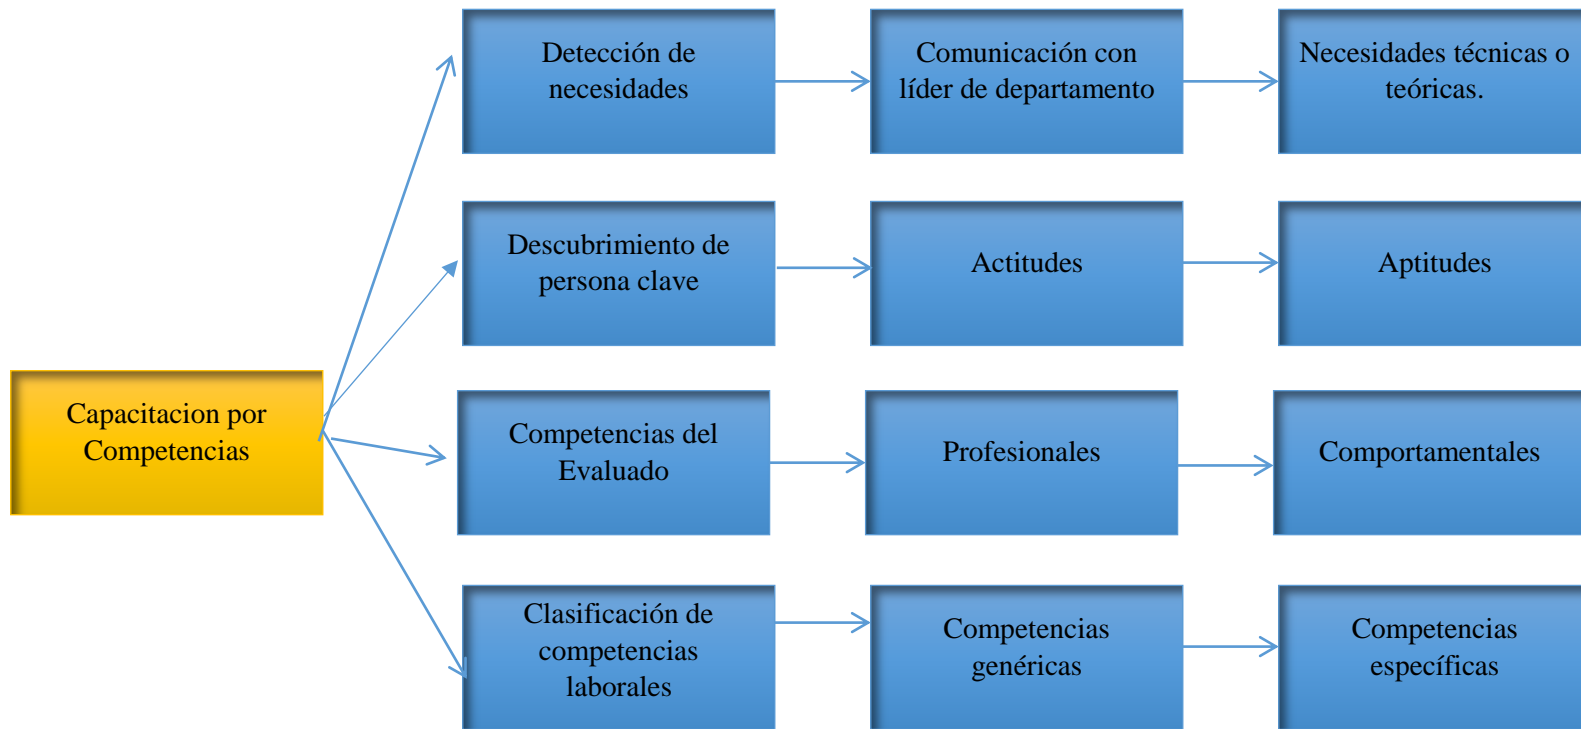 Detección de
necesidades
Comunicación con
líder de departamento
Necesidades técnicas o
teóricas.
Descubrimiento de
persona clave
Actitudes
Aptitudes
Capacitacion por
Competencias
Competencias del
Evaluado
Profesionales
Comportamentales
Clasificación de
competencias
laborales
Competencias
genéricas
Competencias
específicas